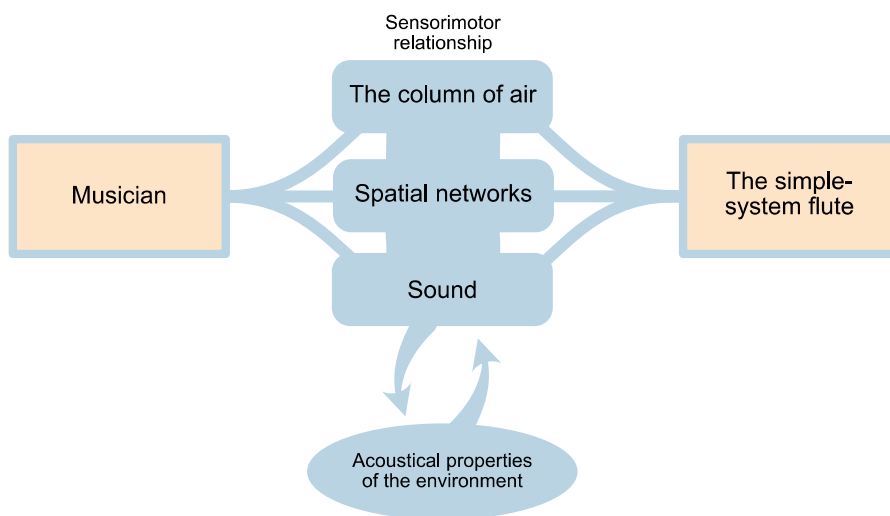 Sensorimotor
relationship
The column of air
Musician
Spatial networks
The simple-
system flute
Sound
Acoustical properties
of the environment